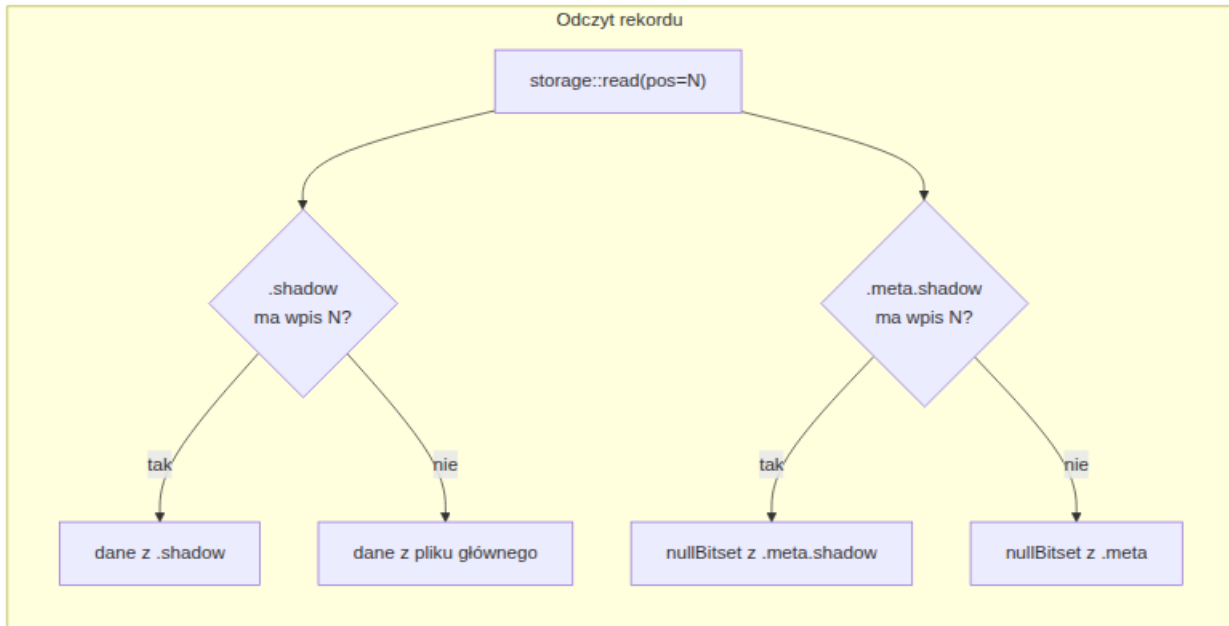 Odczyt rekordu
storage::read(pos=N)
.shadow
ma wpis N?
.meta.shadow
ma wpis N?
tak
nie
tak
nie
dane z .shadow
dane z pliku głównego
nullBitset z .meta.shadow
nullBitset z .meta